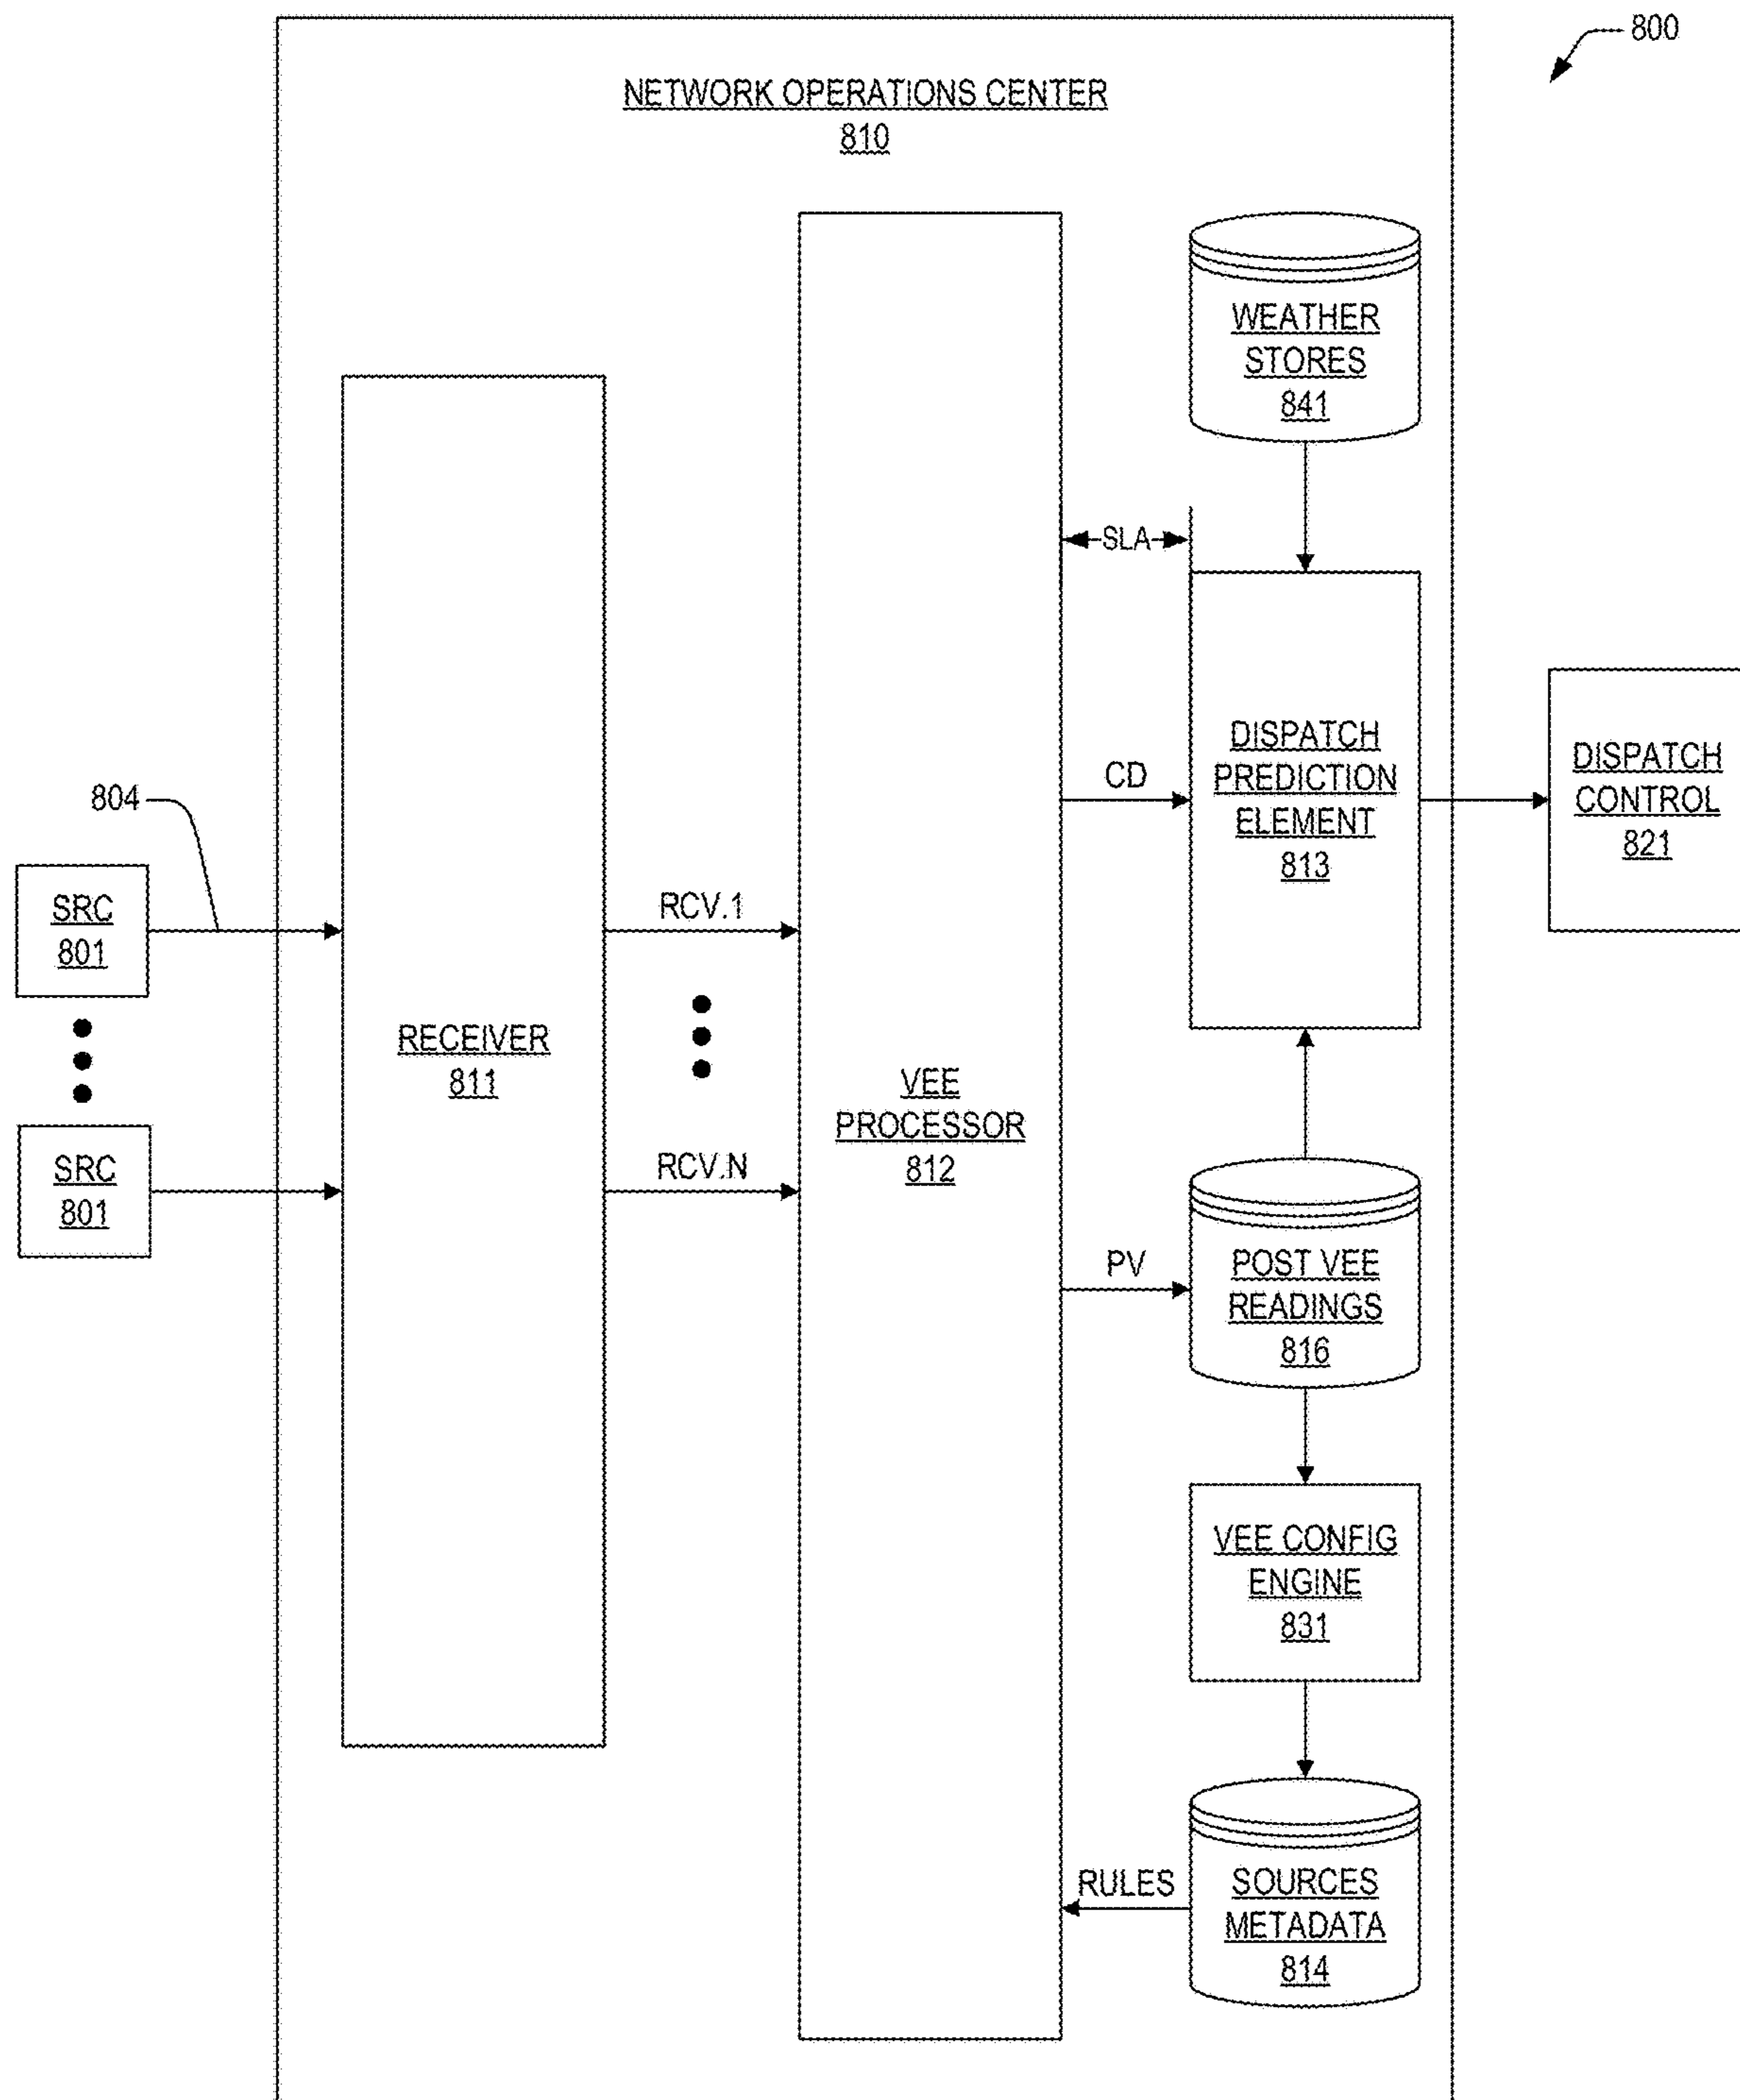 800
NETWORK OPERATIONS CENTER
810
WEATHER
STORES
841
SLA
DISPATCH
PREDICTION
ELEMENT
813
CD
DISPATCH
CONTROL
821
804
SRC
801
RCV.1
RECEIVER
811
VEE
PROCESSOR
812
SRC
801
RCV.N
PV
POST VEE
READINGS
816
VEE CONFIG
ENGINE
831
RULES
SOURCES
METADATA
814